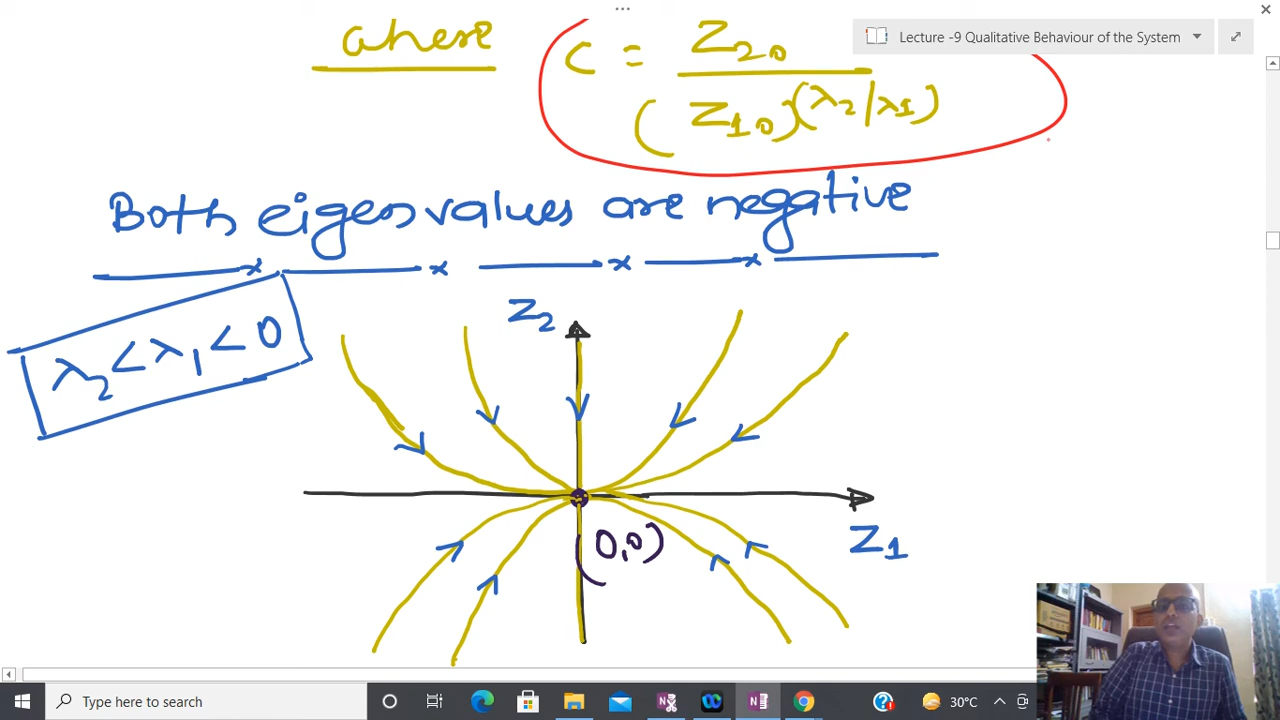 where
C = Z20 / (Z10)^(λ2/λ1)
Lecture -9 Qualitative Behaviour of the System
Both eigenvalues are negative
λ2 < λ1 < 0
Z2
(0,0)
Z1
Type here to search
30°C